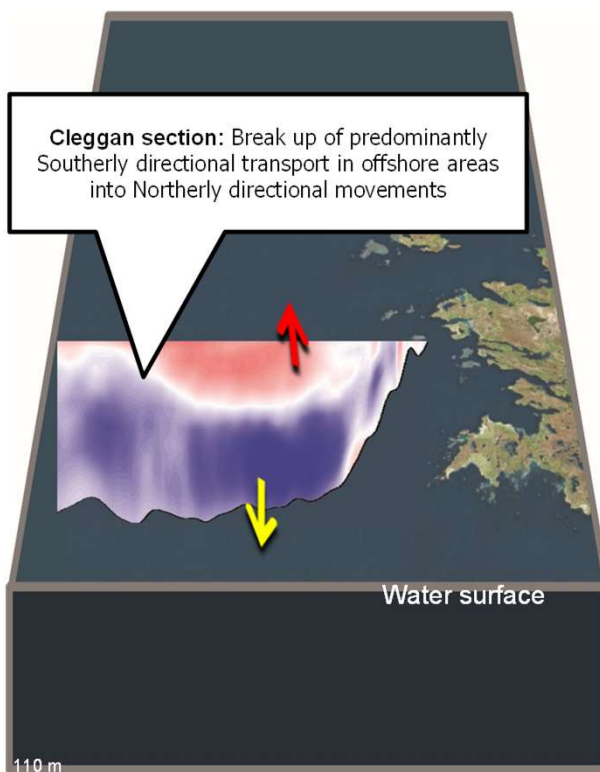 Cleggan section: Break up of predominantly
Southerly directional transport in offshore areas
into Northerly directional movements
Water surface
110 m